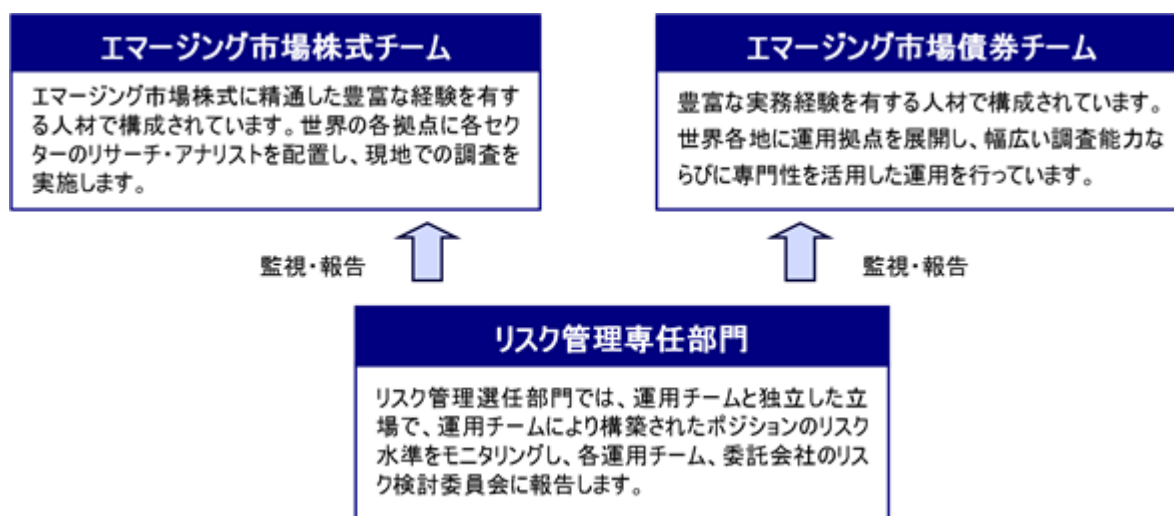 エマージング市場株式チーム
エマージング市場株式に精通した豊富な経験を有す
る人材で構成されています。世界の各拠点に各セク
ターのリサーチ・アナリストを配置し、現地での調査を
実施します。
エマージング市場債券チーム
豊富な実務経験を有する人材で構成されています。
世界各地に運用拠点を展開し、幅広い調査能力な
らびに専門性を活用した運用を行っています。
監視・報告
監視・報告
リスク管理専任部門
リスク管理選任部門では、運用チームと独立した立
場で、運用チームにより構築されたポジションのリスク
水準をモニタリングし、各運用チーム、委託会社のリス
ク検討委員会に報告します。